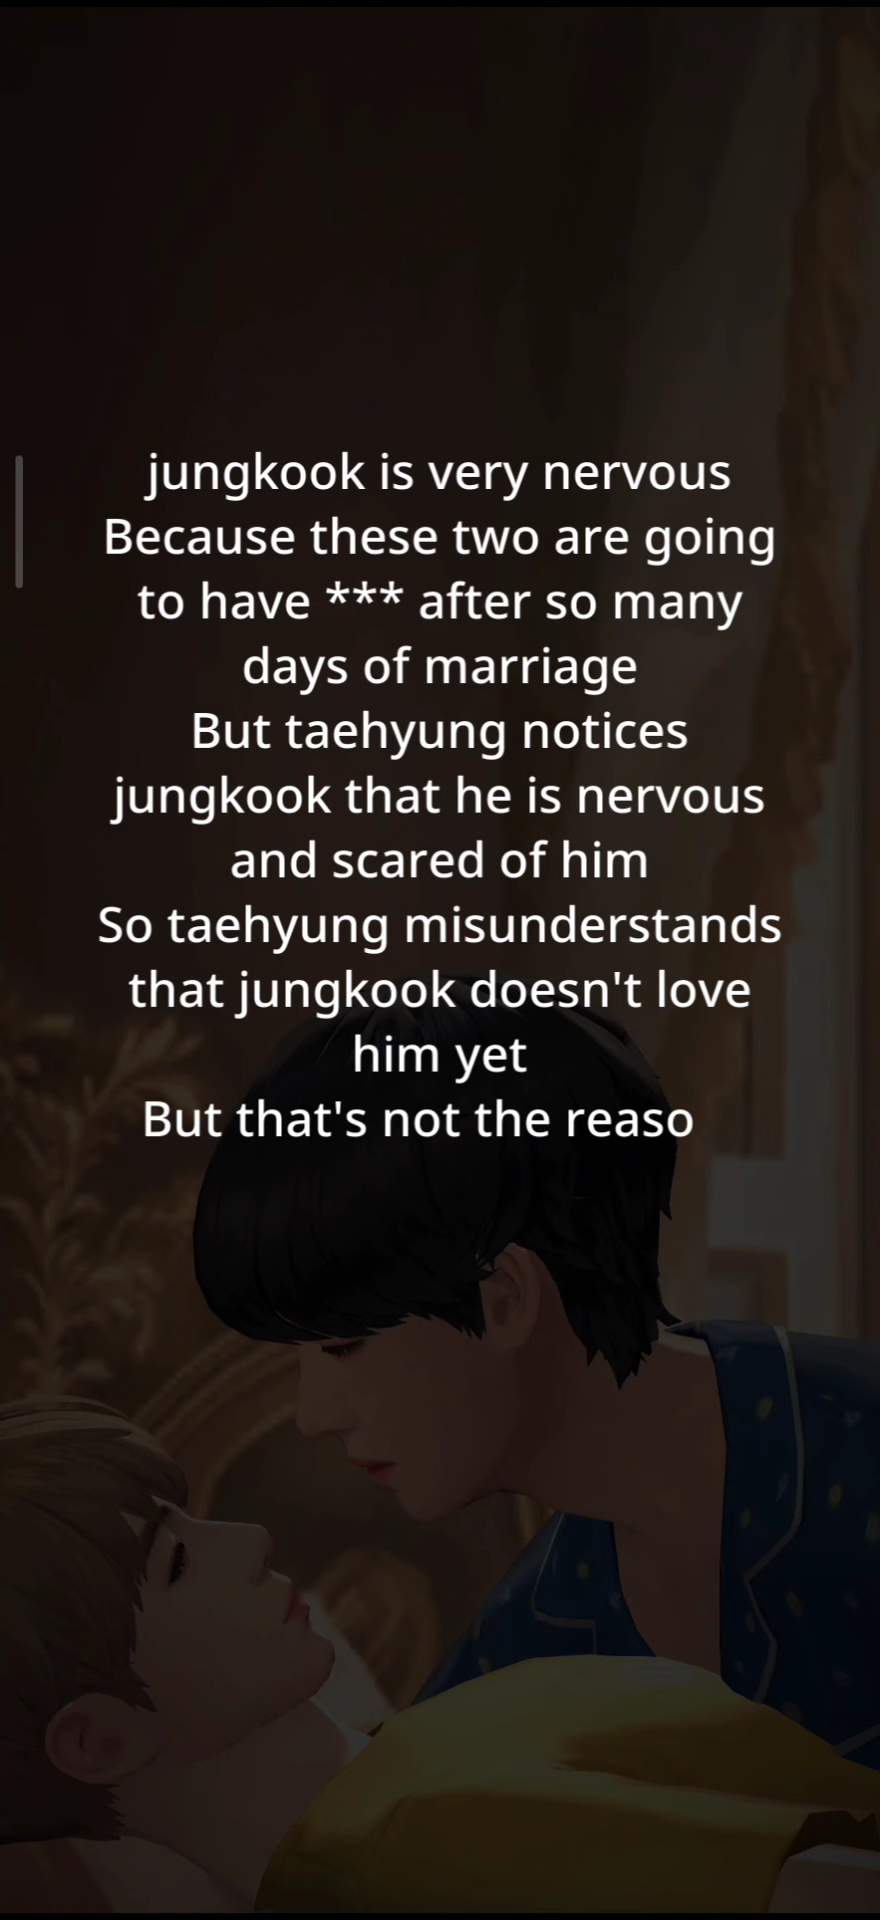 jungkook is very nervous
Because these two are going
to have *** after so many
days of marriage
But taehyung notices
jungkook that he is nervous
and scared of him
So taehyung misunderstands
that jungkook doesn't love
him yet
But that's not the reaso